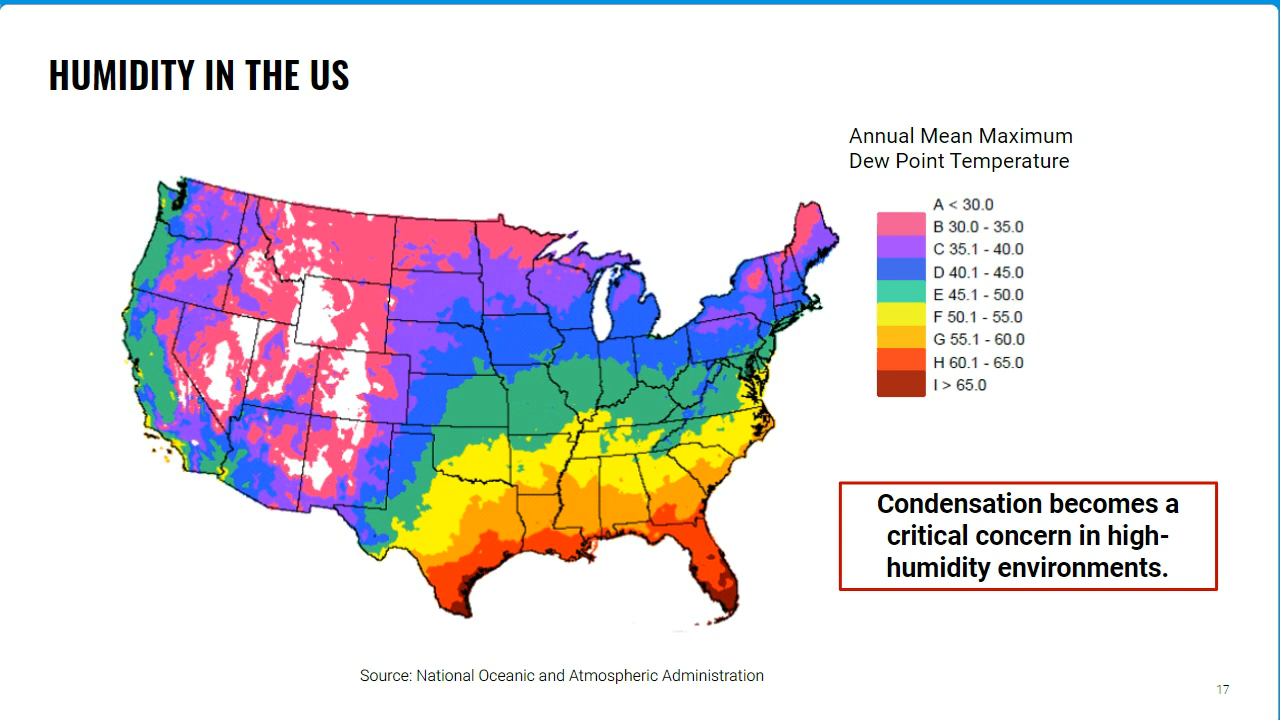 HUMIDITY IN THE US
Annual Mean Maximum
Dew Point Temperature
A < 30.0
B 30.0 - 35.0
C 35.1 - 40.0
D 40.1 - 45.0
E 45.1 - 50.0
F 50.1 - 55.0
G 55.1 - 60.0
H 60.1 - 65.0
I > 65.0
Condensation becomes a
critical concern in high-
humidity environments.
Source: National Oceanic and Atmospheric Administration
17